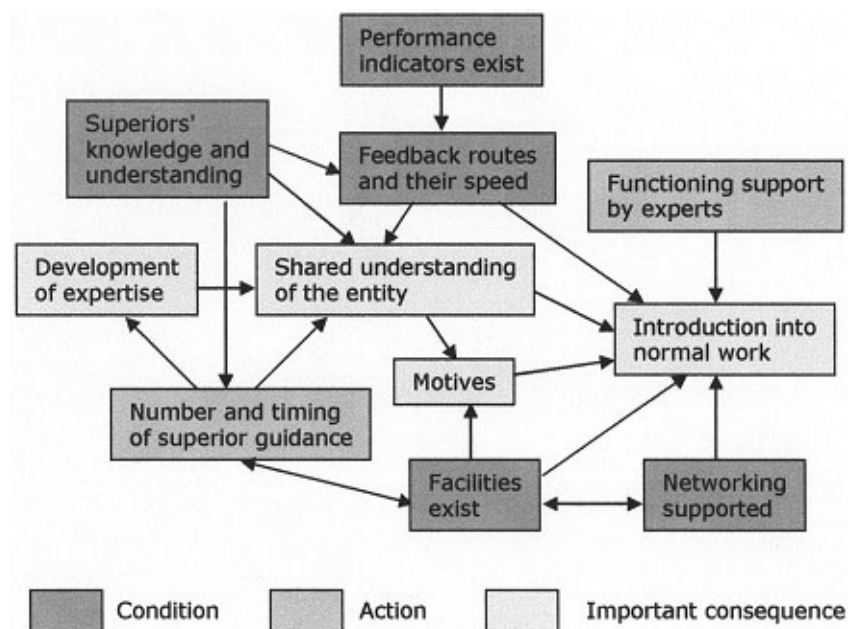 Performance
indicators exist
Superiors'
knowledge and
understanding
Feedback routes
and their speed
Functioning support
by experts
Development
of expertise
Shared understanding
of the entity
Introduction into
normal work
Motives
Number and timing
of superior guidance
Facilities
exist
Networking
supported
Condition
Action
Important consequence